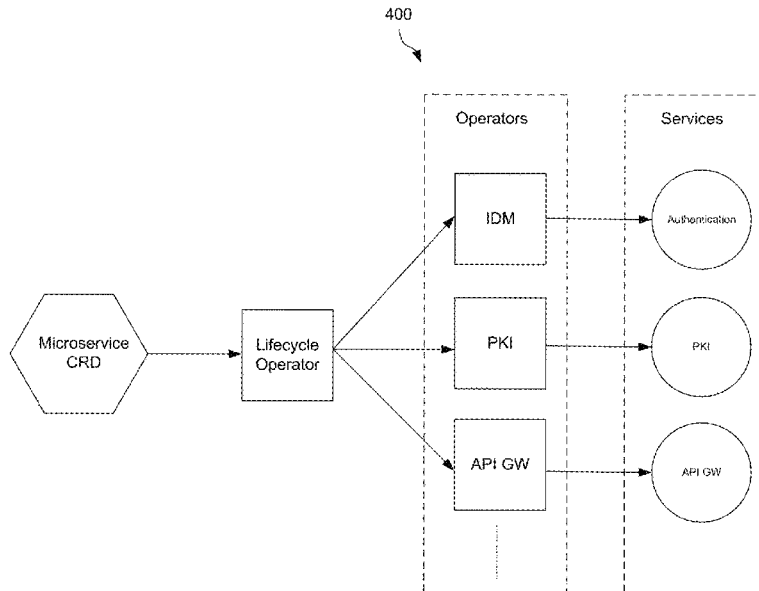 400
Operators
Services
IDM
Authentication
Microservice
CRD
Lifecycle
Operator
PKI
PKI
API GW
API GW